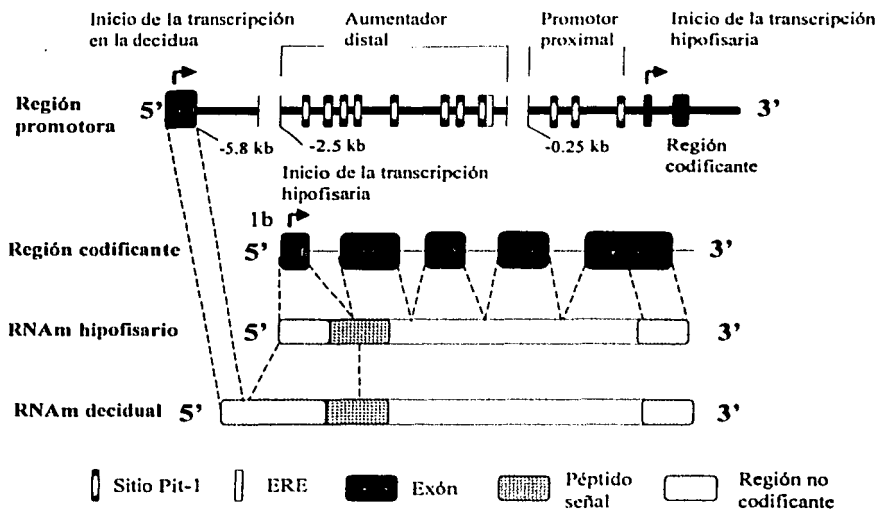 Inicio de la transcripción
en la decidua
Aumentador
distal
Promotor
proximal
Inicio de la transcripción
hipofisaria
Región
promotora
5’
3’
-5.8 kb
-2.5 kb
-0.25 kb
Región
codificante
Inicio de la transcripción
hipofisaria
1b
Región codificante
5’
3’
RNAm hipofisario
5’
3’
RNAm decidual
5’
3’
Sitio Pit-1
ERE
Exón
Péptido
señal
Región no
codificante